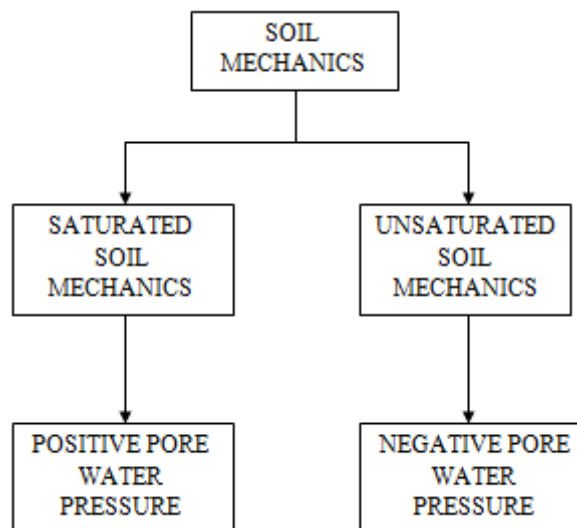 SOIL
MECHANICS
SATURATED
SOIL
MECHANICS
UNSATURATED
SOIL
MECHANICS
POSITIVE PORE
WATER
PRESSURE
NEGATIVE PORE
WATER
PRESSURE